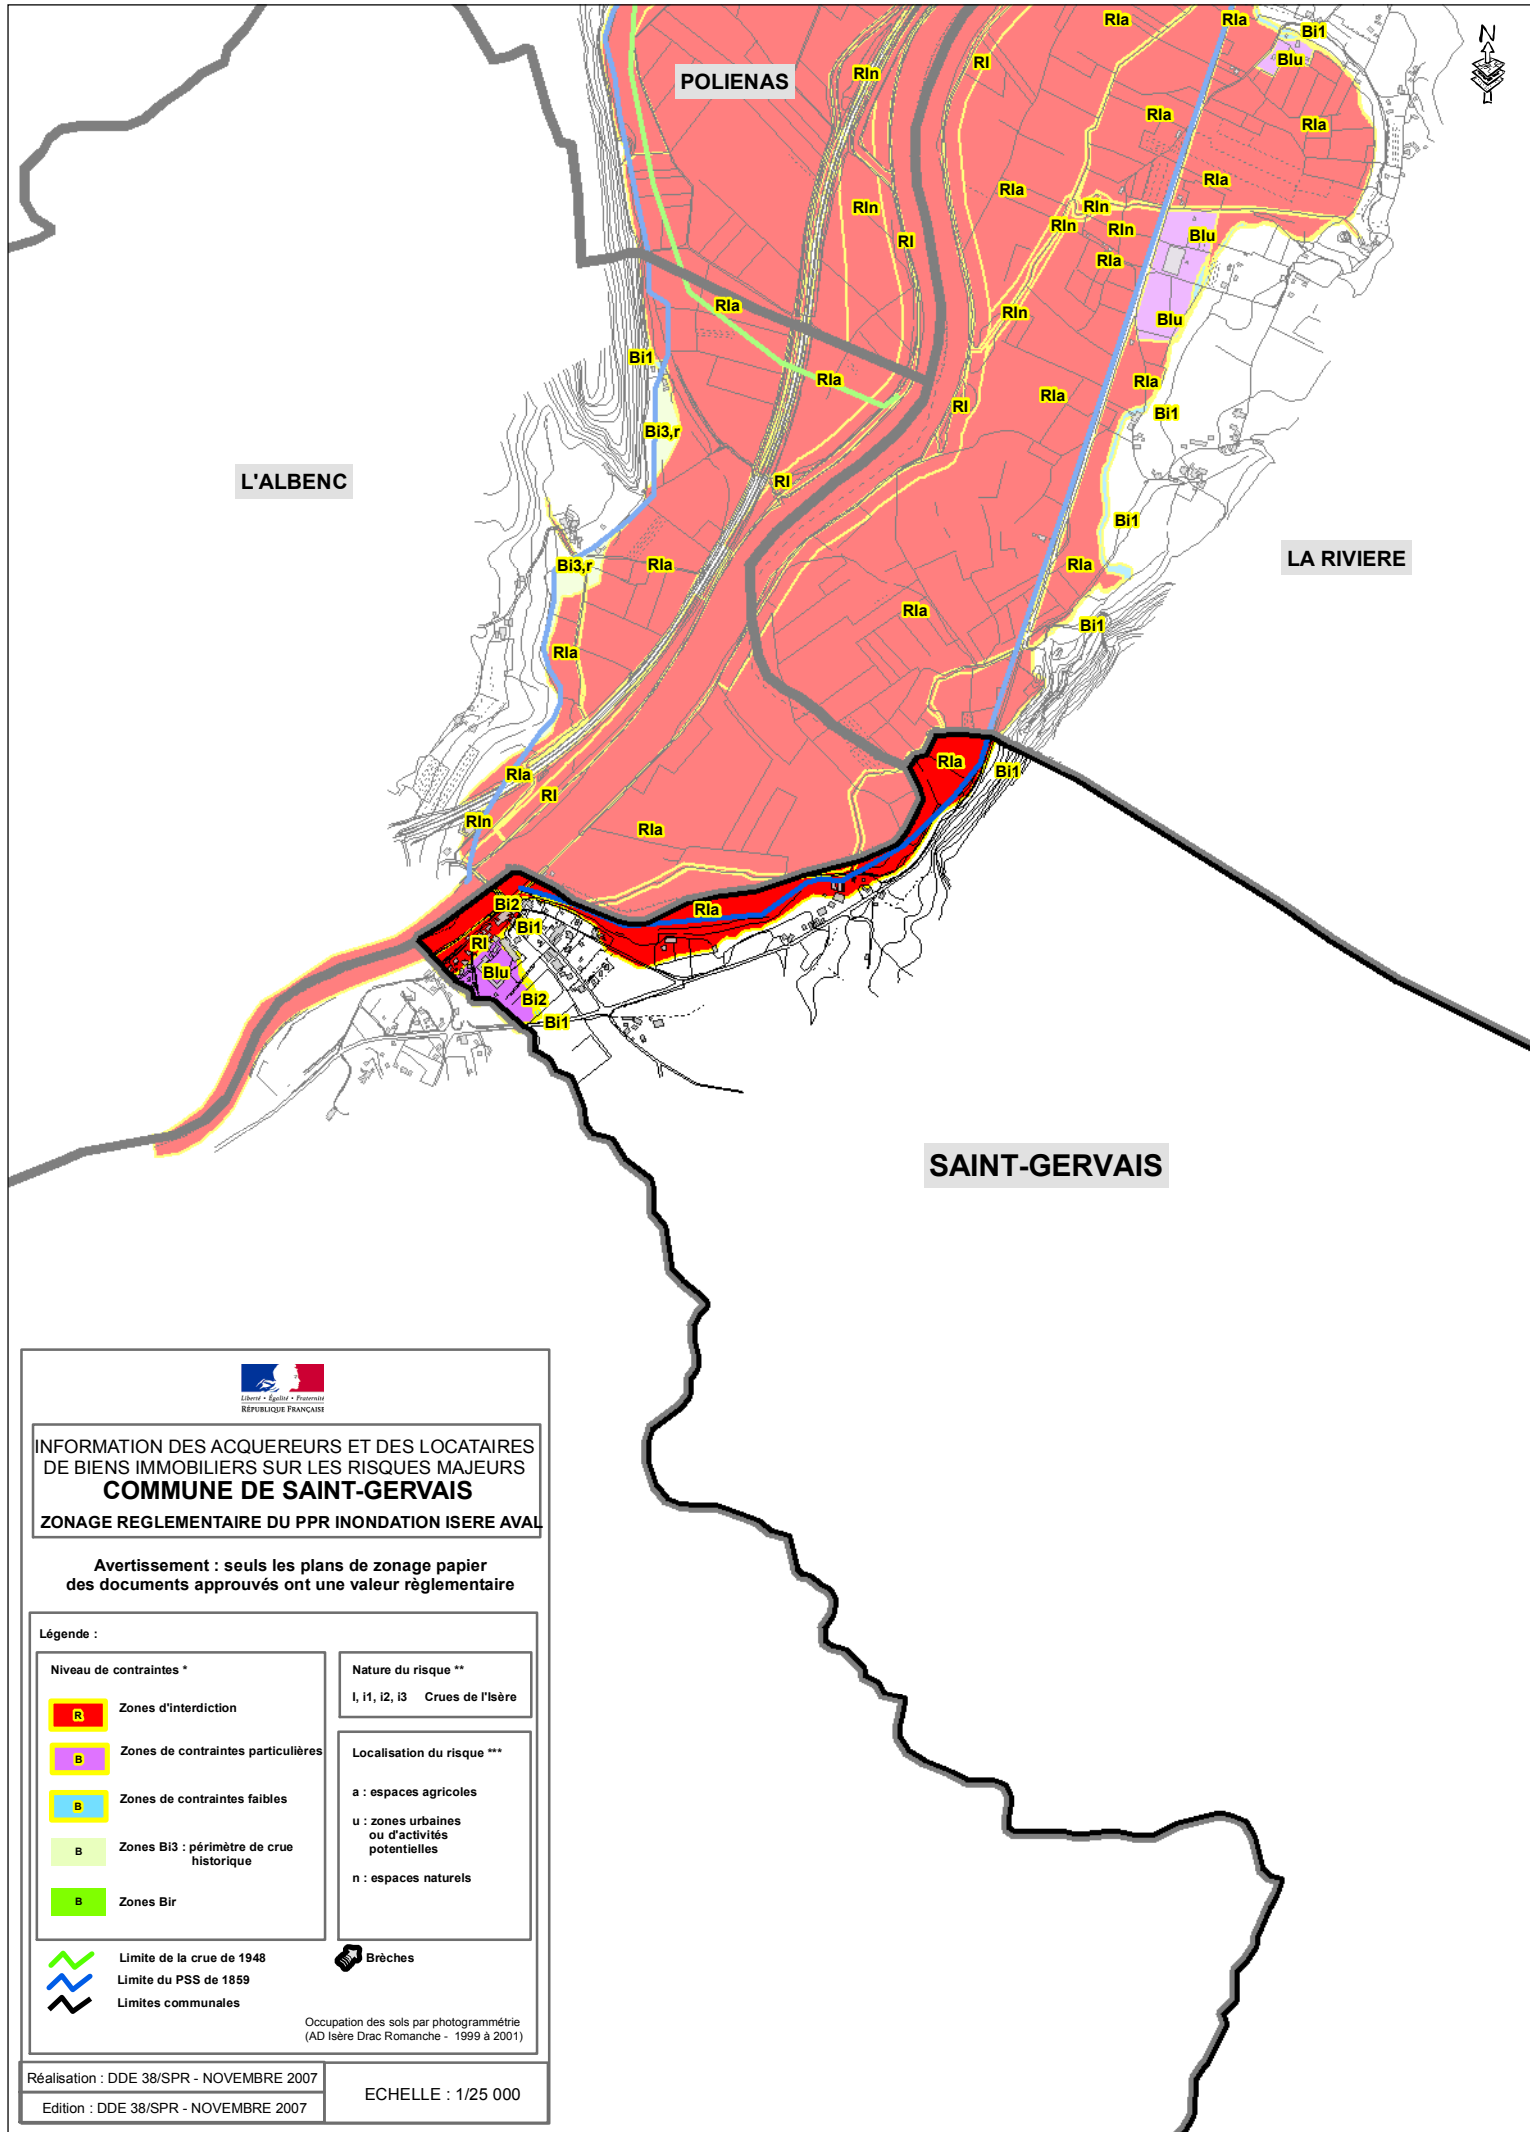 RIa
RIa
Bi1
N
POLIENAS
RIn
RI
Blu
RIa
RIa
RIa
RIa
RIn
RIn
RIn
RIn
Blu
RI
RIa
RIa
RIn
Blu
Bi1
RIa
RIa
RIa
RI
Bi1
Bi3,r
L'ALBENC
RI
Bi1
LA RIVIERE
Bi3,r
RIa
RIa
RIa
Bi1
RIa
RIa
Bi1
RIa
RI
RIn
RIa
Bi2
RIa
Bi1
RI
Blu
Bi2
Bi1
SAINT-GERVAIS
Liberté • Égalité • Fraternité
RÉPUBLIQUE FRANÇAISE
INFORMATION DES ACQUEREURS ET DES LOCATAIRES
DE BIENS IMMOBILIERS SUR LES RISQUES MAJEURS
COMMUNE DE SAINT-GERVAIS
ZONAGE REGLEMENTAIRE DU PPR INONDATION ISERE AVAL
Avertissement : seuls les plans de zonage papier
des documents approuvés ont une valeur règlementaire
Légende :
Niveau de contraintes *
R Zones d'interdiction
B Zones de contraintes particulières
B Zones de contraintes faibles
B Zones Bi3 : périmètre de crue
historique
B Zones Bir
Nature du risque **
I, i1, i2, i3 Crues de l'Isère
Localisation du risque ***
a : espaces agricoles
u : zones urbaines
ou d'activités
potentielles
n : espaces naturels
Limite de la crue de 1948
Limite du PSS de 1859
Limites communales
Brèches
Occupation des sols par photogrammétrie
(AD Isère Drac Romanche - 1999 à 2001)
Réalisation : DDE 38/SPR - NOVEMBRE 2007
Edition : DDE 38/SPR - NOVEMBRE 2007
ECHELLE : 1/25 000